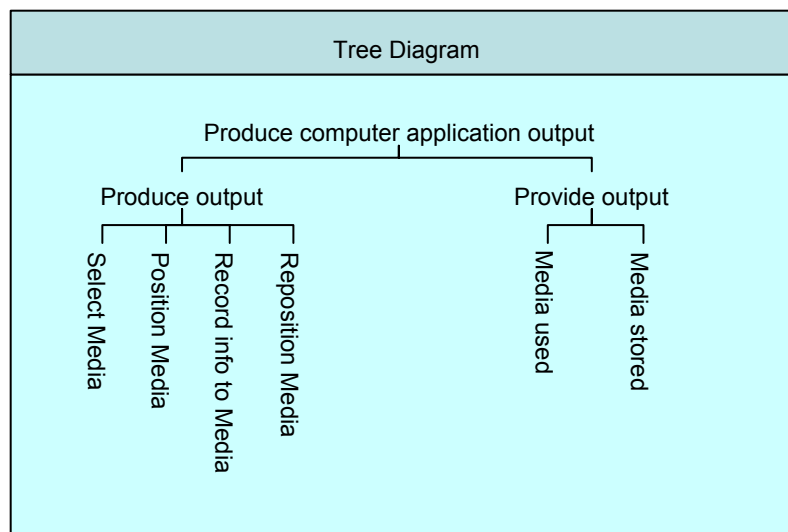 Tree Diagram
Produce computer application output
Produce output
Provide output
Select Media
Position Media
Record info to Media
Reposition Media
Media used
Media stored